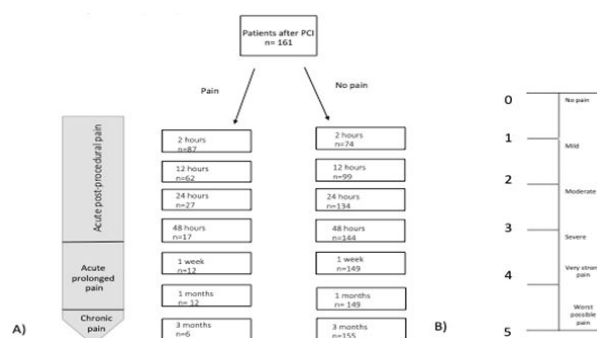 Patients after PCI
n= 161
Pain
No pain
Acute post-procedural pain
2 hours
n=87
2 hours
n=74
12 hours
n=62
12 hours
n=99
24 hours
n=27
24 hours
n=134
48 hours
n=17
48 hours
n=144
Acute
prolonged
pain
1 week
n=12
1 week
n=149
1 months
n= 12
1 months
n= 149
Chronic
pain
3 months
n=6
3 months
n=155
A)
0
No pain
1
Mild
2
Moderate
3
Severe
4
Very stron
pain
Worst
possible
pain
5
B)